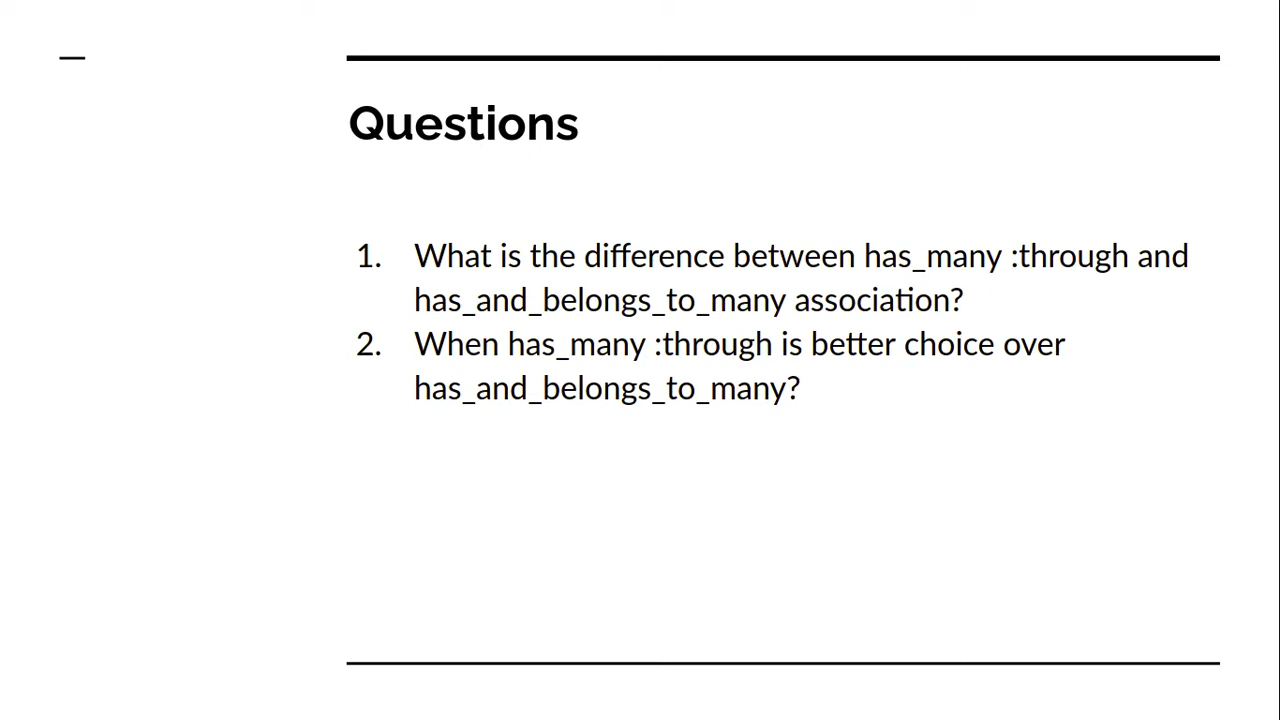 Questions
1. What is the difference between has_many :through and
has_and_belongs_to_many association?
2. When has_many :through is better choice over
has_and_belongs_to_many?